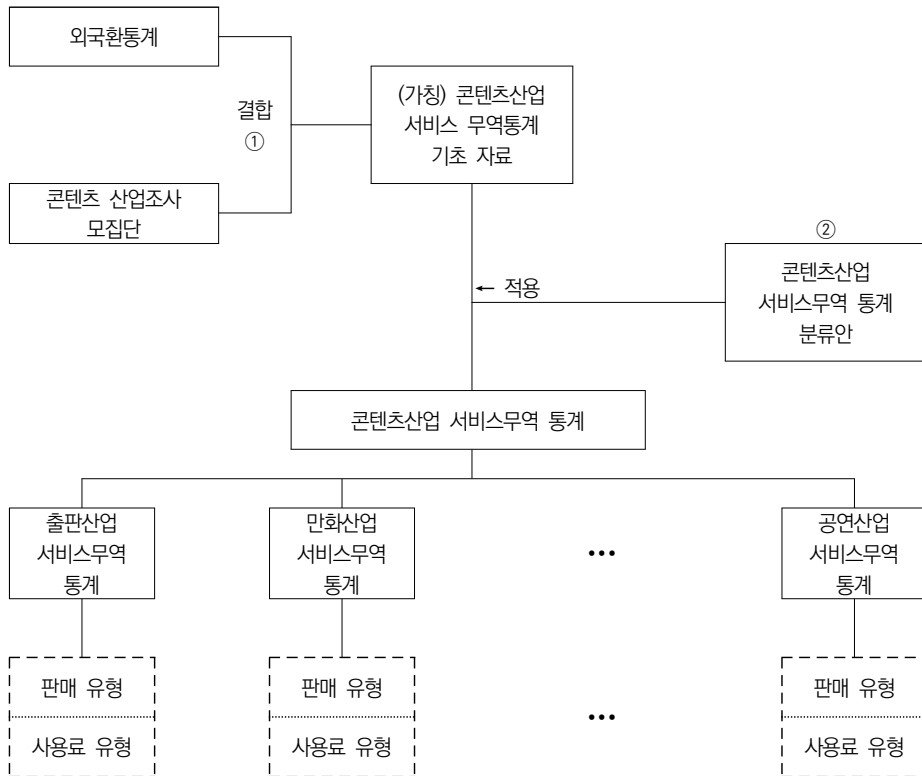 외국환통계
결합
①
(가칭) 콘텐츠산업
서비스 무역통계
기초 자료
콘텐츠 산업조사
모집단
②
콘텐츠산업
서비스무역 통계
분류안
← 적용
콘텐츠산업 서비스무역 통계
출판산업
서비스무역
통계
만화산업
서비스무역
통계
•••
공연산업
서비스무역
통계
판매 유형
사용료 유형
판매 유형
사용료 유형
•••
판매 유형
사용료 유형